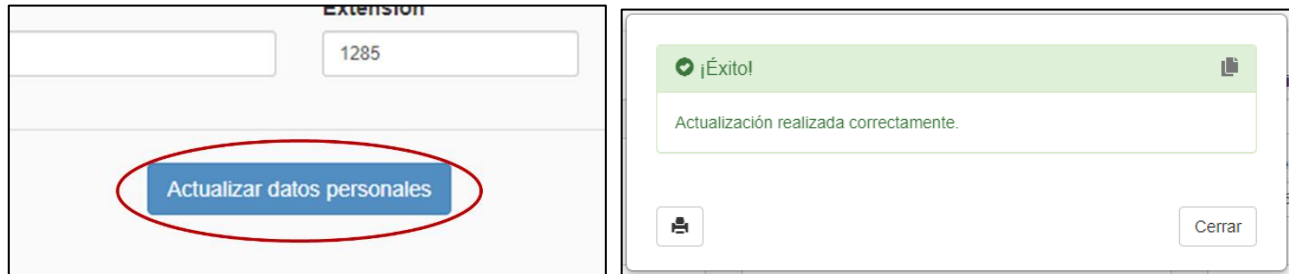 Extensión
1285
Actualizar datos personales
¡Éxito!
Actualización realizada correctamente.
Cerrar